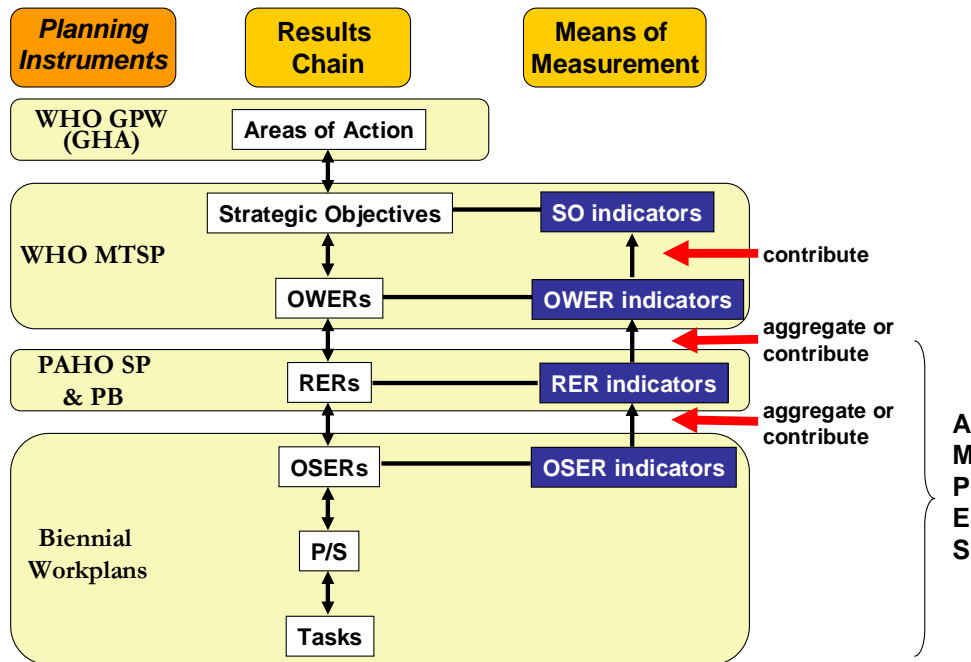 Planning
Instruments
Results
Chain
Means of
Measurement
WHO GPW
(GHA)
Areas of Action
WHO MTSP
Strategic Objectives
SO indicators
contribute
OWERs
OWER indicators
aggregate or
contribute
PAHO SP
& PB
RERs
RER indicators
aggregate or
contribute
Biennial
Workplans
OSERs
OSER indicators
P/S
Tasks
A
M
P
E
S